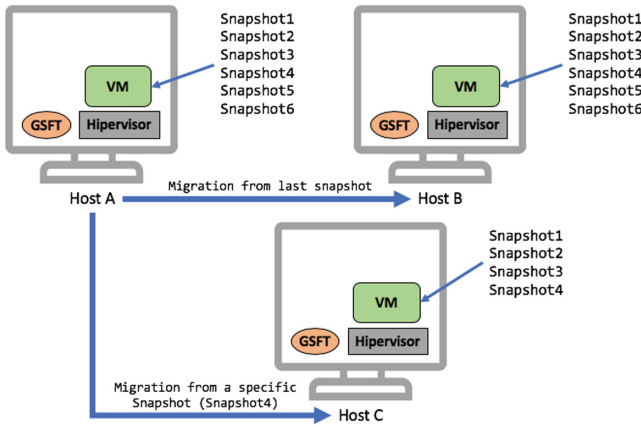 Snapshot1
Snapshot2
Snapshot3
Snapshot4
Snapshot5
Snapshot6
VM
GSFT
Hipervisor
Host A
Snapshot1
Snapshot2
Snapshot3
Snapshot4
Snapshot5
Snapshot6
VM
GSFT
Hipervisor
Host B
Migration from last snapshot
Snapshot1
Snapshot2
Snapshot3
Snapshot4
VM
GSFT
Hipervisor
Migration from a specific
Snapshot (Snapshot4)
Host C